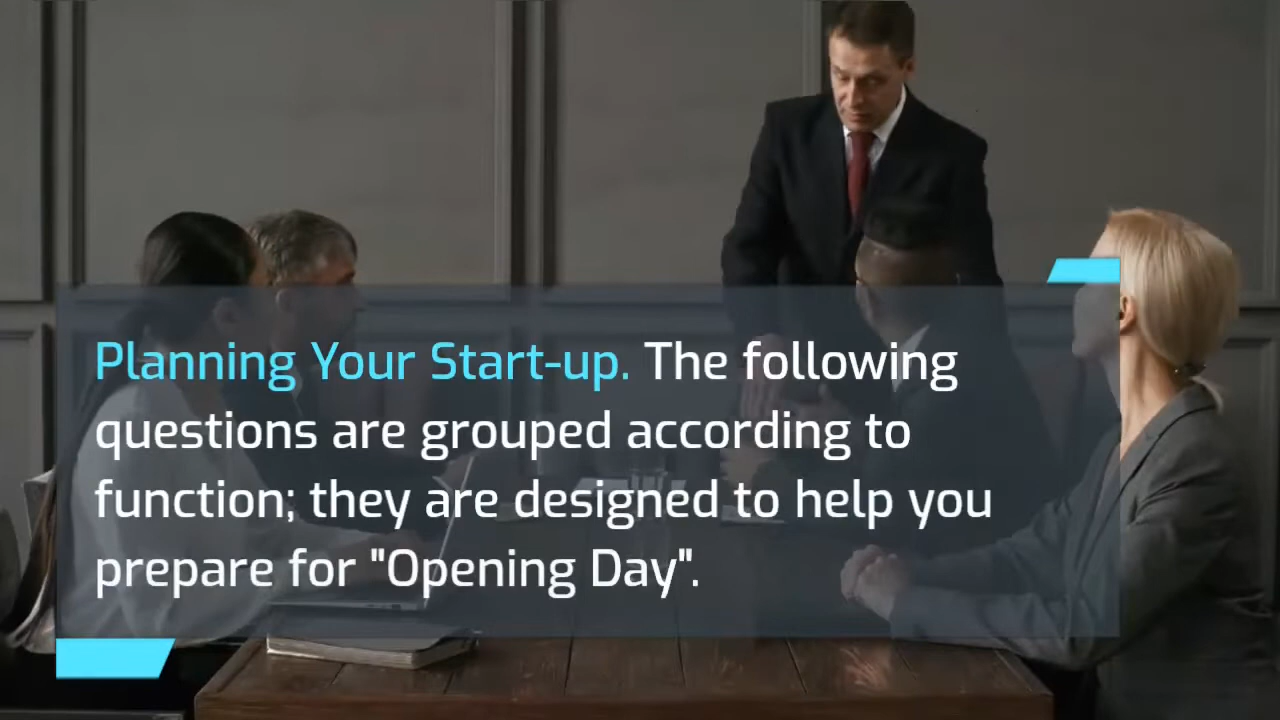 Planning Your Start-up. The following
questions are grouped according to
function; they are designed to help you
prepare for "Opening Day".